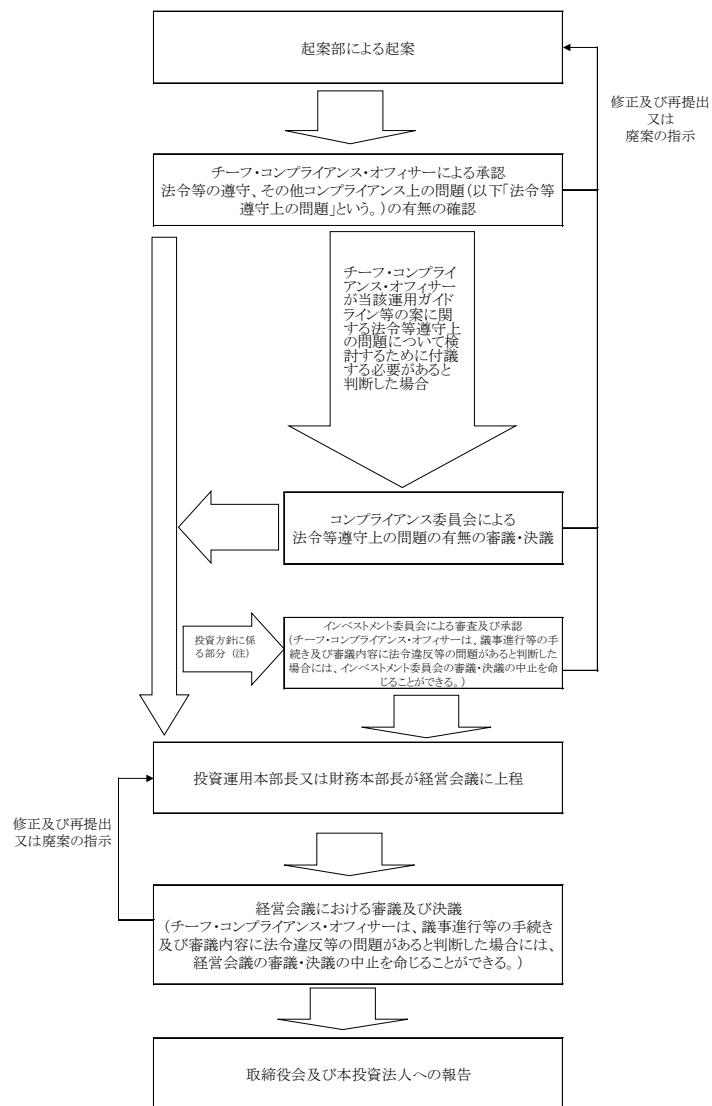 起案部による起案
修正及び再提出
又は
廃案の指示
チーフ・コンプライアンス・オフィサーによる承認
法令等の遵守、その他コンプライアンス上の問題(以下「法令等
遵守上の問題」という。)の有無の確認
チーフ・コンプライ
アンス・オフィサー
が当該運用ガイド
ライン等の案に関
する法令等遵守上
の問題について検
討するために付議
する必要があると
判断した場合
コンプライアンス委員会による
法令等遵守上の問題の有無の審議・決議
投資方針に係
る部分 (注)
インベストメント委員会による審査及び承認
(チーフ・コンプライアンス・オフィサーは、議事進行等の手
続き及び審議内容に法令違反等の問題があると判断した
場合には、インベストメント委員会の審議・決議の中止を命
じることができる。)
投資運用本部長又は財務本部長が経営会議に上程
修正及び再提出
又は廃案の指示
経営会議における審議及び決議
(チーフ・コンプライアンス・オフィサーは、議事進行等の手続き
及び審議内容に法令違反等の問題があると判断した場合には、
経営会議の審議・決議の中止を命じることができる。)
取締役会及び本投資法人への報告